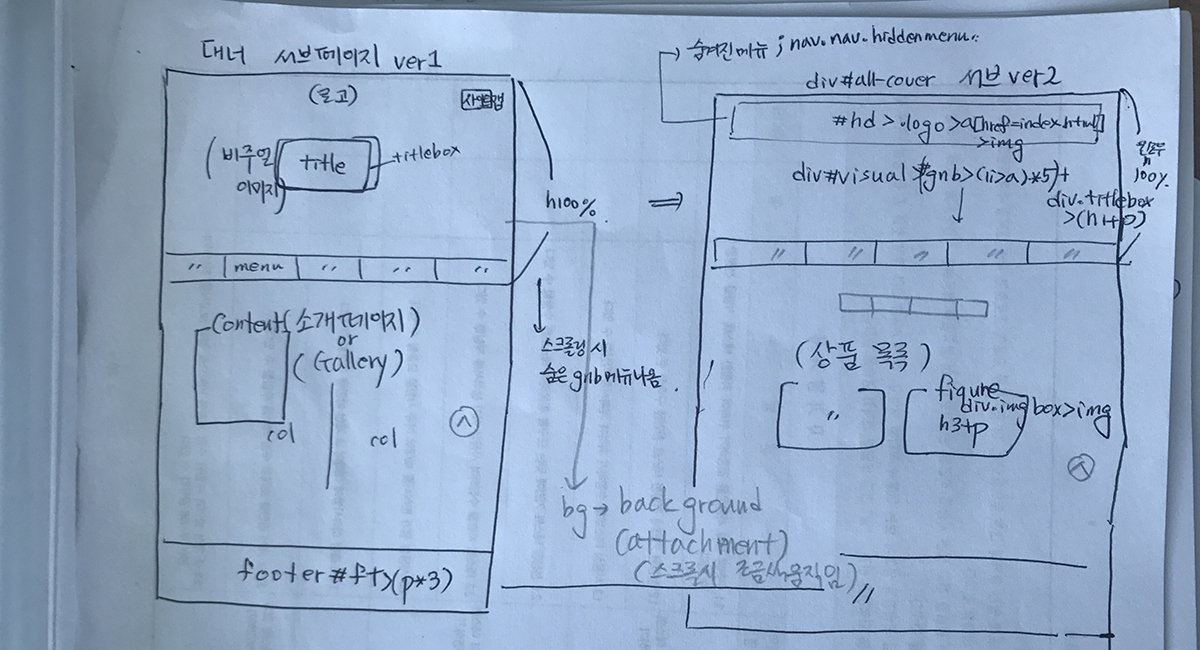 대너 서브페이지 ver1
(로고)
사이트맵
(비주얼
이미지)
title
titlebox
h100%
〃 menu 〃 〃 〃
Content(소개페이지)
or
(Gallery)
col
col
스크롤링 시
숨은 gnb메뉴나옴.
footer#ft>(p*3)
bg→ background
(attachment)
(스크롤시 조금씩움직임)
〃
숨겨진메뉴 ; nav.nav.hiddenmenu..
div#all-cover 서브 ver2
#hd>.logo>a[href=index.html]
>img
div#visual>(#gnb>(li>a)*5)+
div.titlebox
>(h1+p)
100%.
〃 〃 〃 〃 〃
(상품 목록)
〃
figure
div.imgbox>img
h3+p